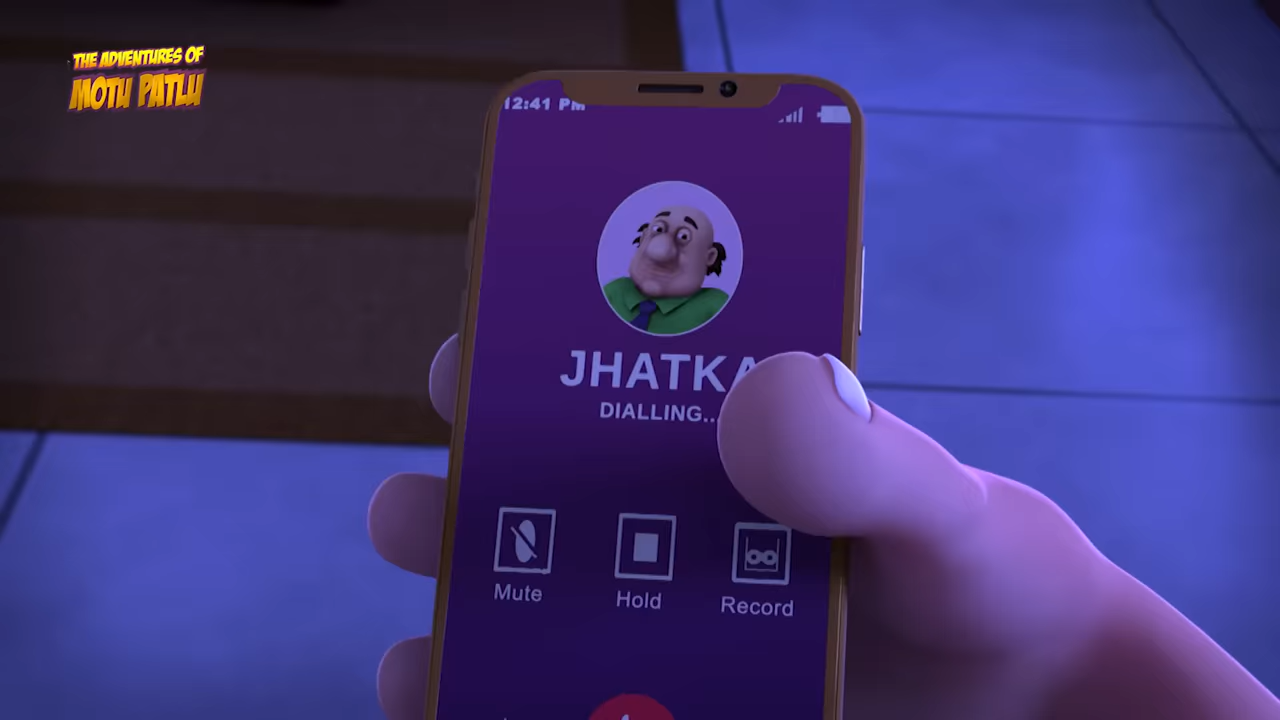 THE ADVENTURES OF
MOTU PATLU
12:41 PM
JHATKA
DIALLING..
Mute
Hold
Record